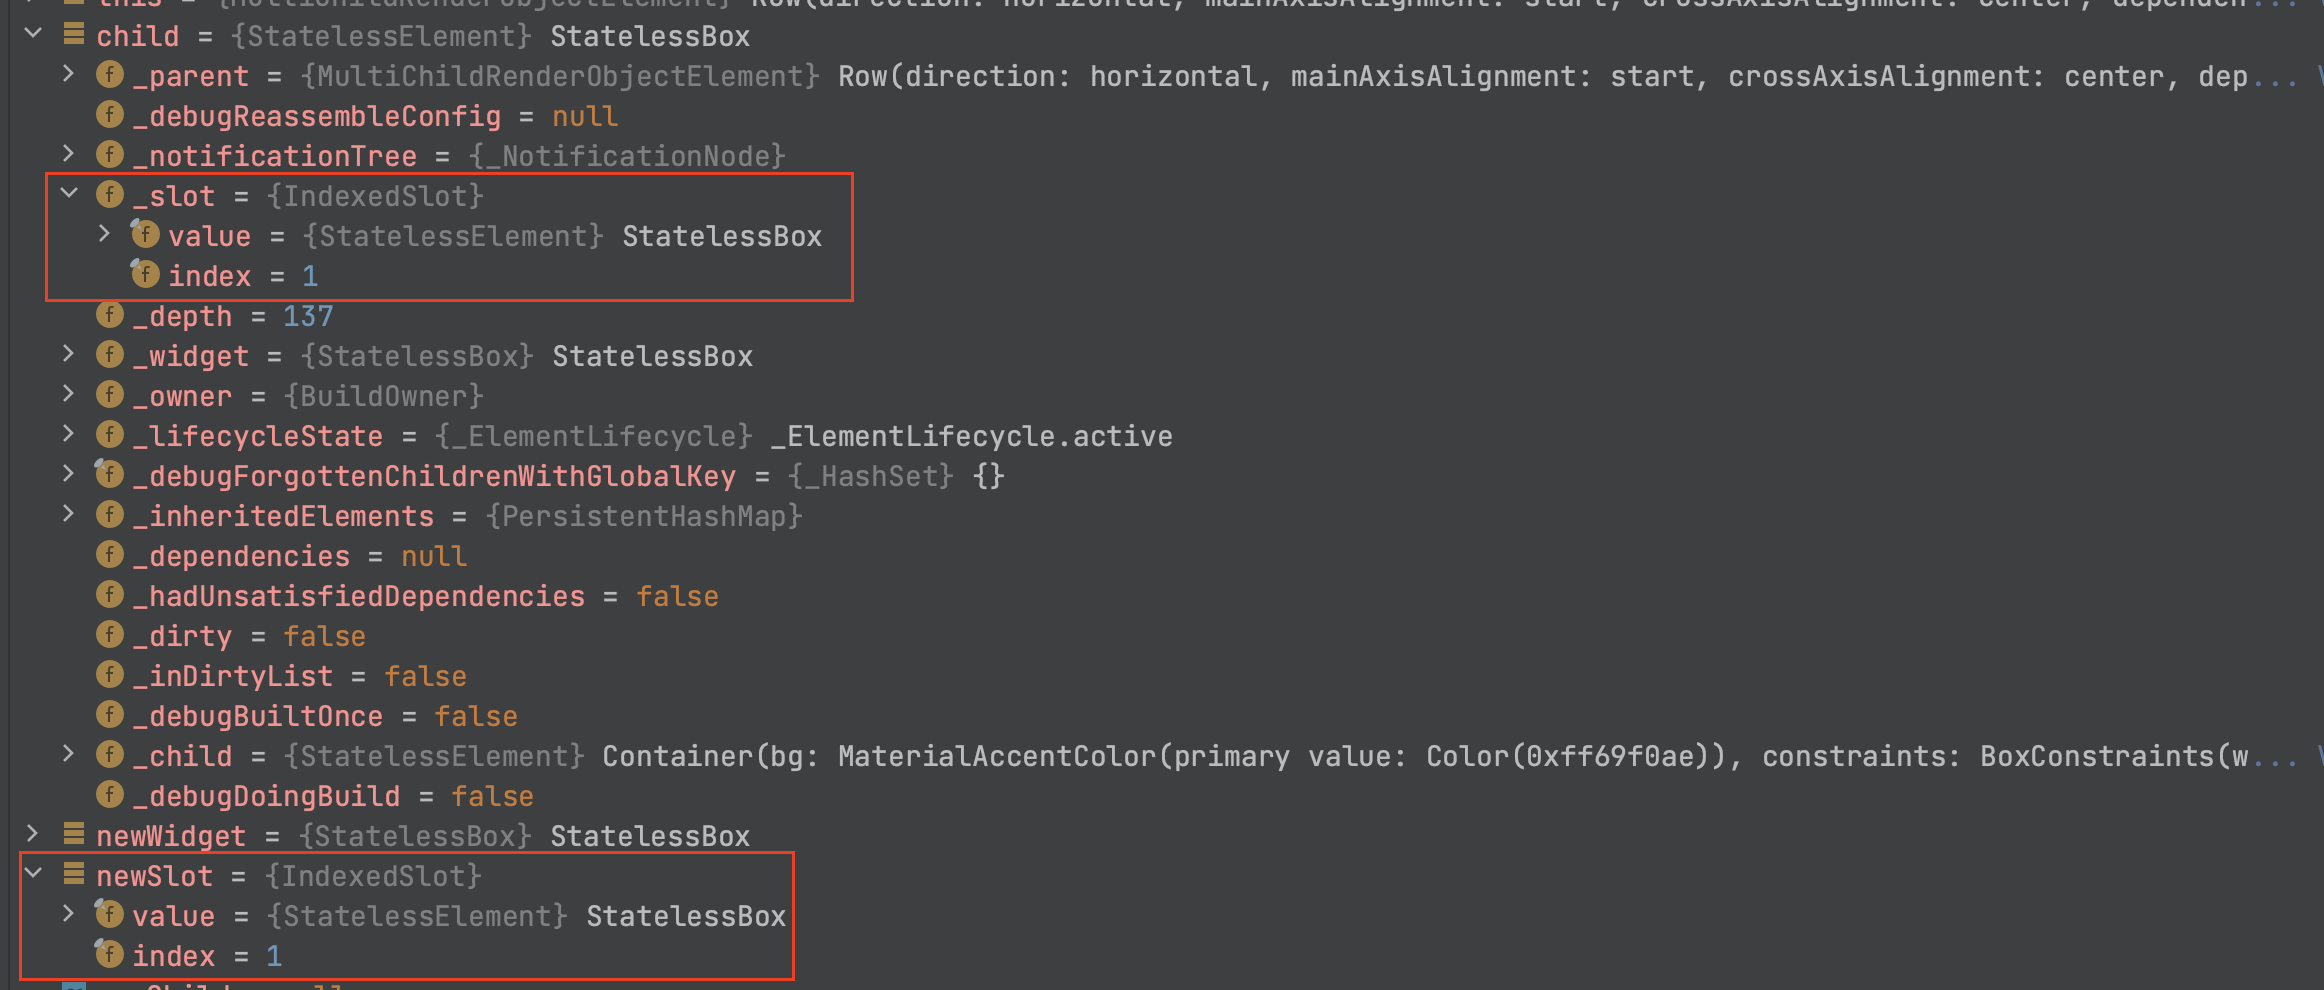 this = {MultiChildRenderObjectElement} Row(direction: horizontal, mainAxisAlignment: start, crossAxisAlignment: center, dependen...
child = {StatelessElement} StatelessBox
_parent = {MultiChildRenderObjectElement} Row(direction: horizontal, mainAxisAlignment: start, crossAxisAlignment: center, dep...
_debugReassembleConfig = null
_notificationTree = {_NotificationNode}
_slot = {IndexedSlot}
value = {StatelessElement} StatelessBox
index = 1
_depth = 137
_widget = {StatelessBox} StatelessBox
_owner = {BuildOwner}
_lifecycleState = {_ElementLifecycle} _ElementLifecycle.active
_debugForgottenChildrenWithGlobalKey = {_HashSet} {}
_inheritedElements = {PersistentHashMap}
_dependencies = null
_hadUnsatisfiedDependencies = false
_dirty = false
_inDirtyList = false
_debugBuiltOnce = false
_child = {StatelessElement} Container(bg: MaterialAccentColor(primary value: Color(0xff69f0ae)), constraints: BoxConstraints(w...
_debugDoingBuild = false
newWidget = {StatelessBox} StatelessBox
newSlot = {IndexedSlot}
value = {StatelessElement} StatelessBox
index = 1